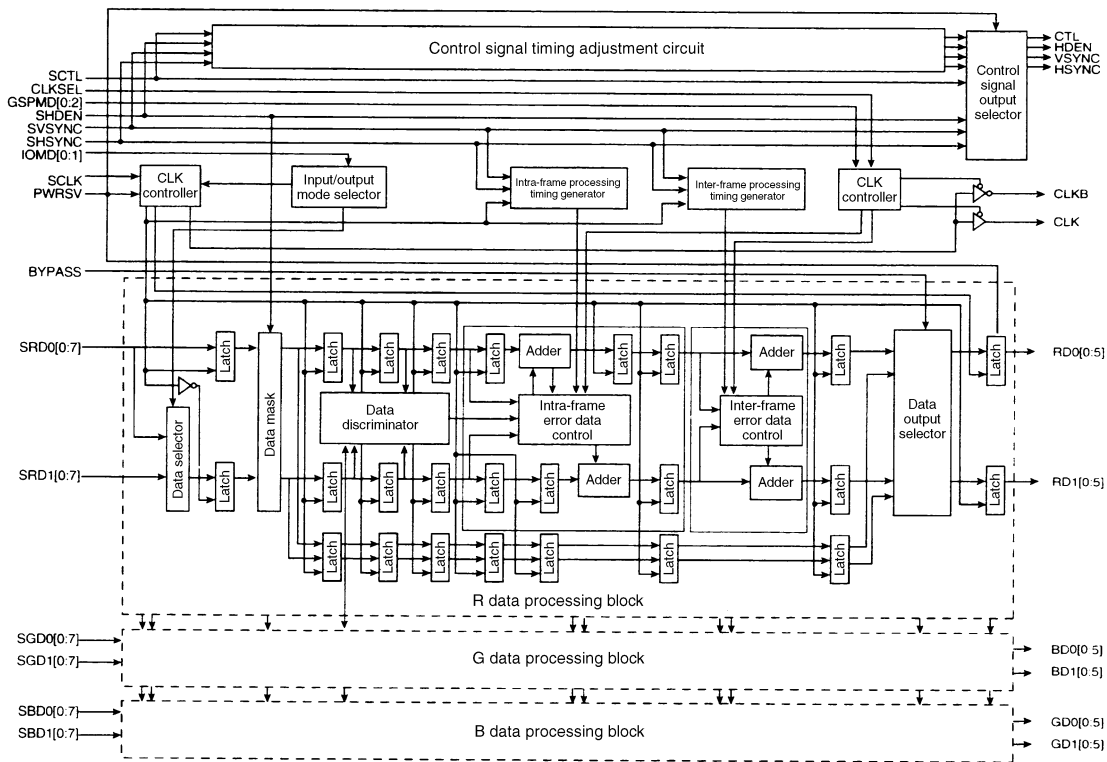 Control signal timing adjustment circuit
CTL
HDEN
VSYNC
HSYNC
Control
signal
output
selector
SCTL
CLKSEL
GSPMD[0:2]
SHDEN
SVSYNC
SHSYNC
IOMD[0:1]
SCLK
PWRSV
CLK
controller
Input/output
mode selector
Intra-frame processing
timing generator
Inter-frame processing
timing generator
CLK
controller
CLKB
CLK
BYPASS
SRD0[0:7]
Latch
Data mask
Latch
Latch
Latch
Latch
Adder
Latch
Latch
Adder
Latch
Latch
RD0[0:5]
Data
discriminator
Intra-frame
error data
control
Inter-frame
error data
control
Data
output
selector
Data selector
SRD1[0:7]
Latch
Latch
Latch
Latch
Latch
Latch
Adder
Latch
Adder
Latch
Latch
RD1[0:5]
Latch
Latch
Latch
Latch
Latch
Latch
Latch
R data processing block
SGD0[0:7]
SGD1[0:7]
G data processing block
BD0[0:5]
BD1[0:5]
SBD0[0:7]
SBD1[0:7]
B data processing block
GD0[0:5]
GD1[0:5]